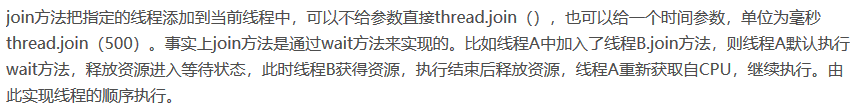 join方法把指定的线程添加到当前线程中，可以不给参数直接thread.join（），也可以给一个时间参数，单位为毫秒
thread.join（500）。事实上join方法是通过wait方法来实现的。比如线程A中加入了线程B.join方法，则线程A默认执行
wait方法，释放资源进入等待状态，此时线程B获得资源，执行结束后释放资源，线程A重新获取自CPU，继续执行。由
此实现线程的顺序执行。